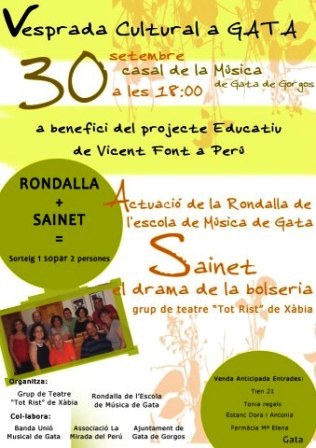 Vesprada Cultural a GATA
30 setembre
casal de la Música
de Gata de Gorgos
a les 18:00
a benefici del projecte Educatiu
de Vicent Font a Perú
RONDALLA
+
SAINET
=
Sorteig 1 sopar 2 persones
Actuació de la Rondalla de
l'escola de Música de Gata
Sainet
el drama de la bolseria
grup de teatre "Tot Rist" de Xàbia
Organitza:
Grup de Teatre
"Tot Rist" de Xàbia
Rondalla de l'Escola
de Música de Gata
Col·labora:
Banda Unió
Musical de Gata
Associació La
Mirada del Perú
Ajuntament de
Gata de Gorgos
Venda Anticipada Entrades:
Tien 21
Tonia regals
Estanc Dora i Antonia
Farmàcia Mª Elena
Gata